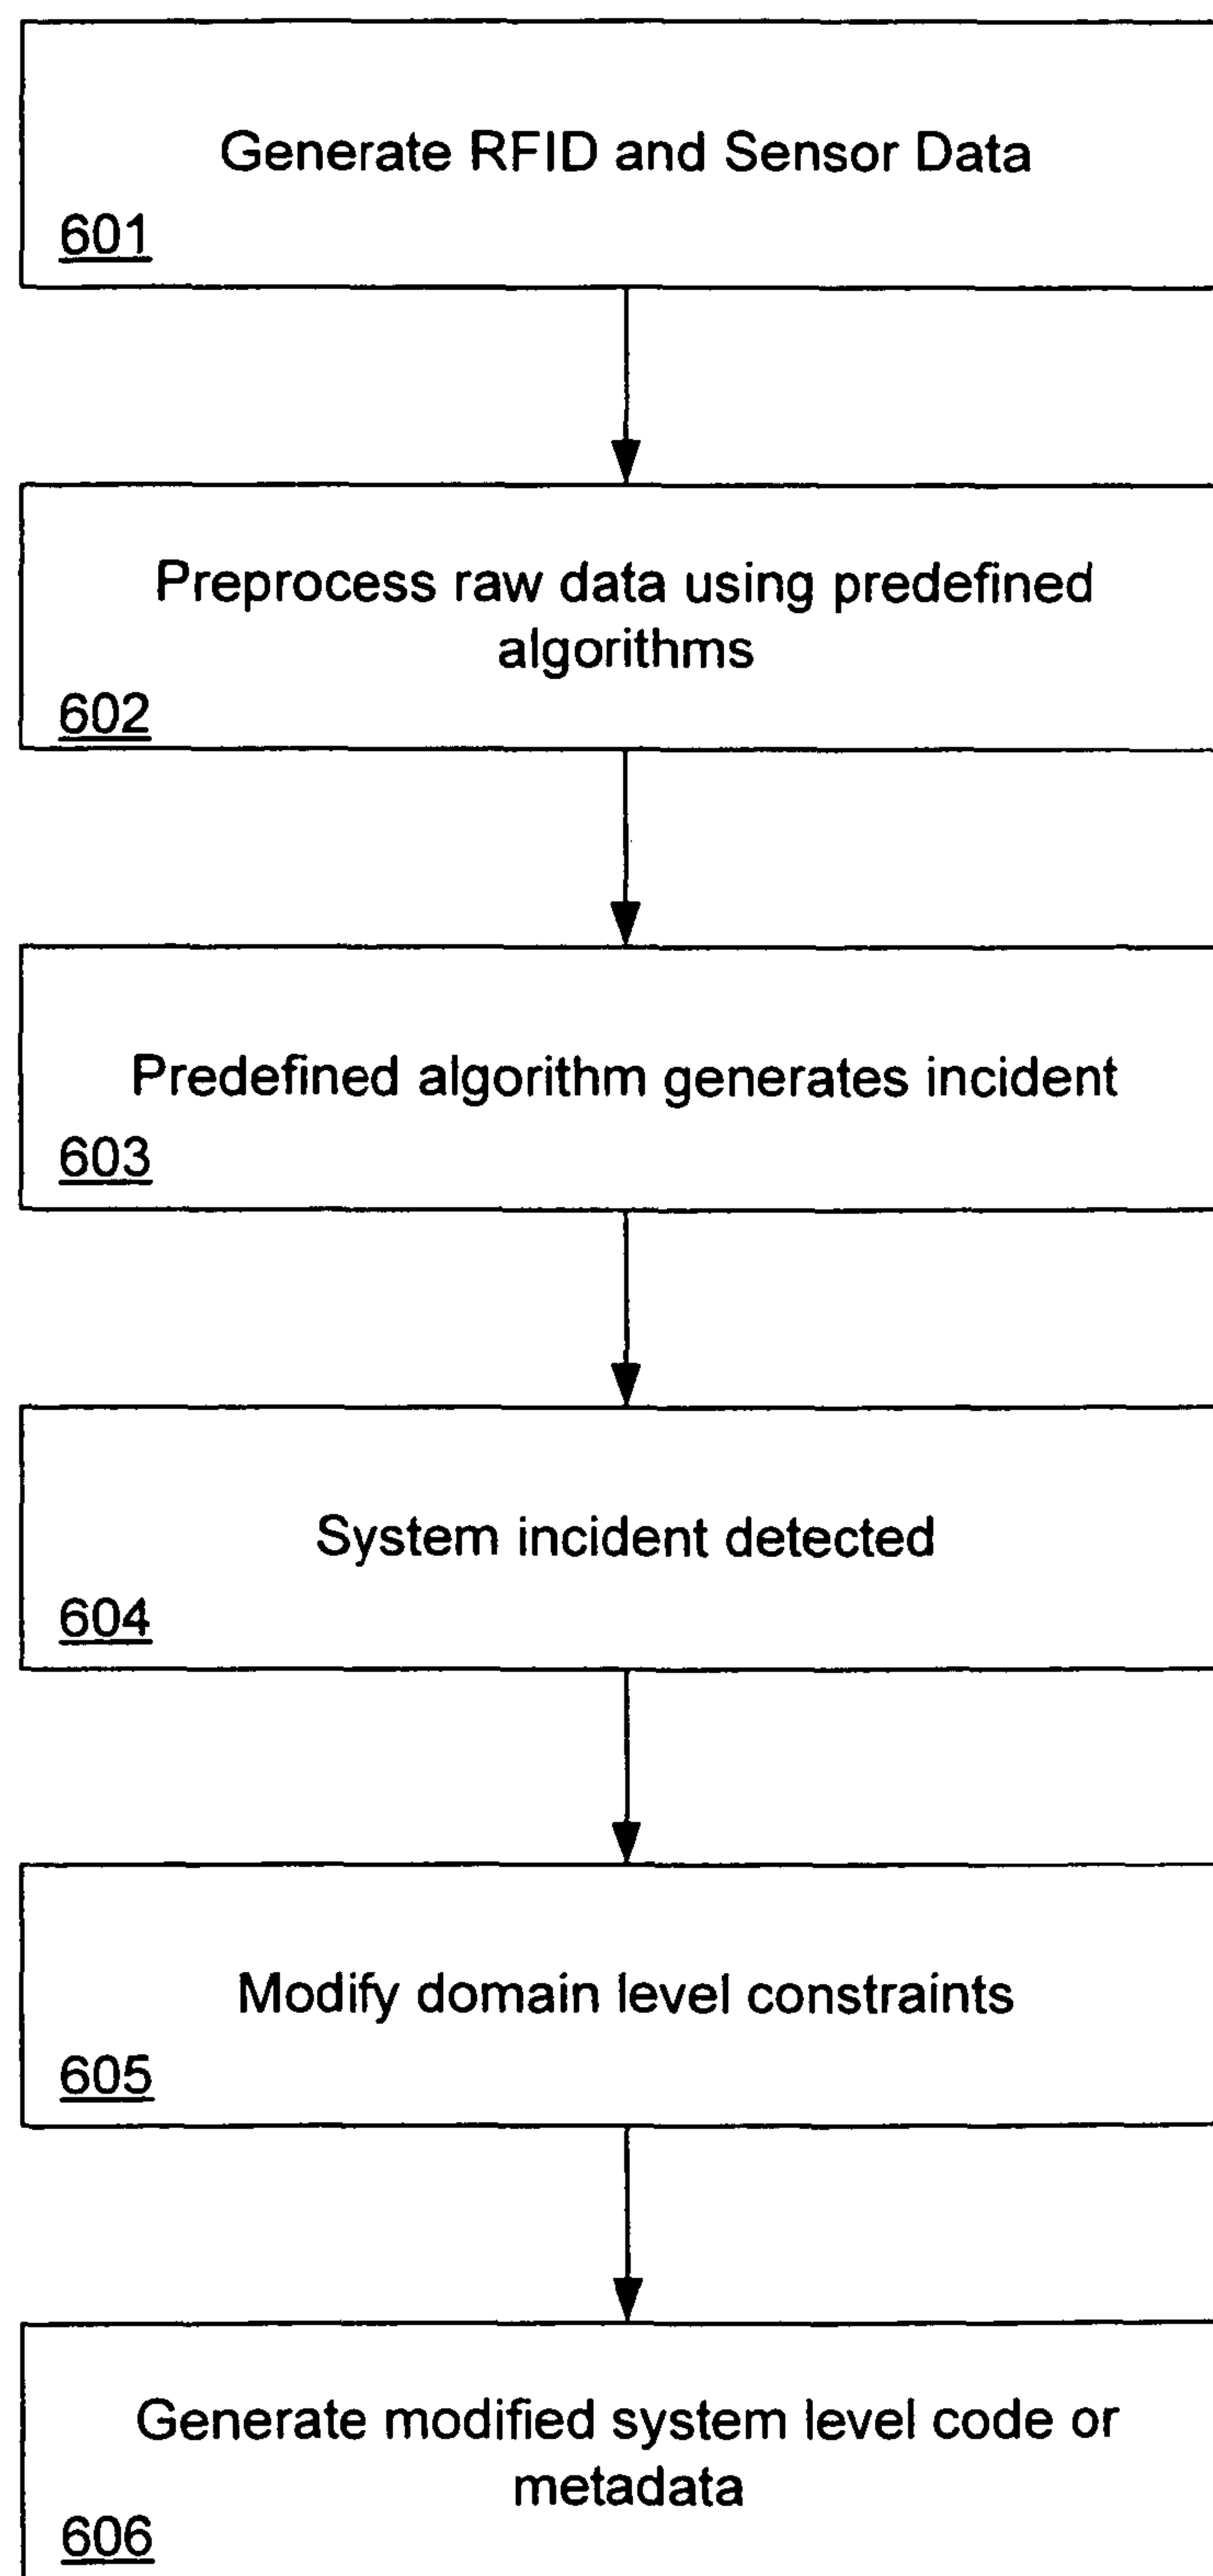 Generate RFID and Sensor Data
601
Preprocess raw data using predefined
algorithms
602
Predefined algorithm generates incident
603
System incident detected
604
Modify domain level constraints
605
Generate modified system level code or
metadata
606